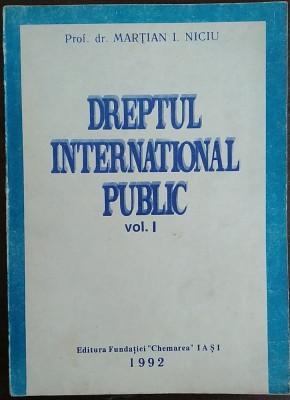 Prof. dr. MARȚIAN I. NICIU
DREPTUL
INTERNATIONAL
PUBLIC
vol. I
Editura Fundației "Chemarea" IAȘI
1992